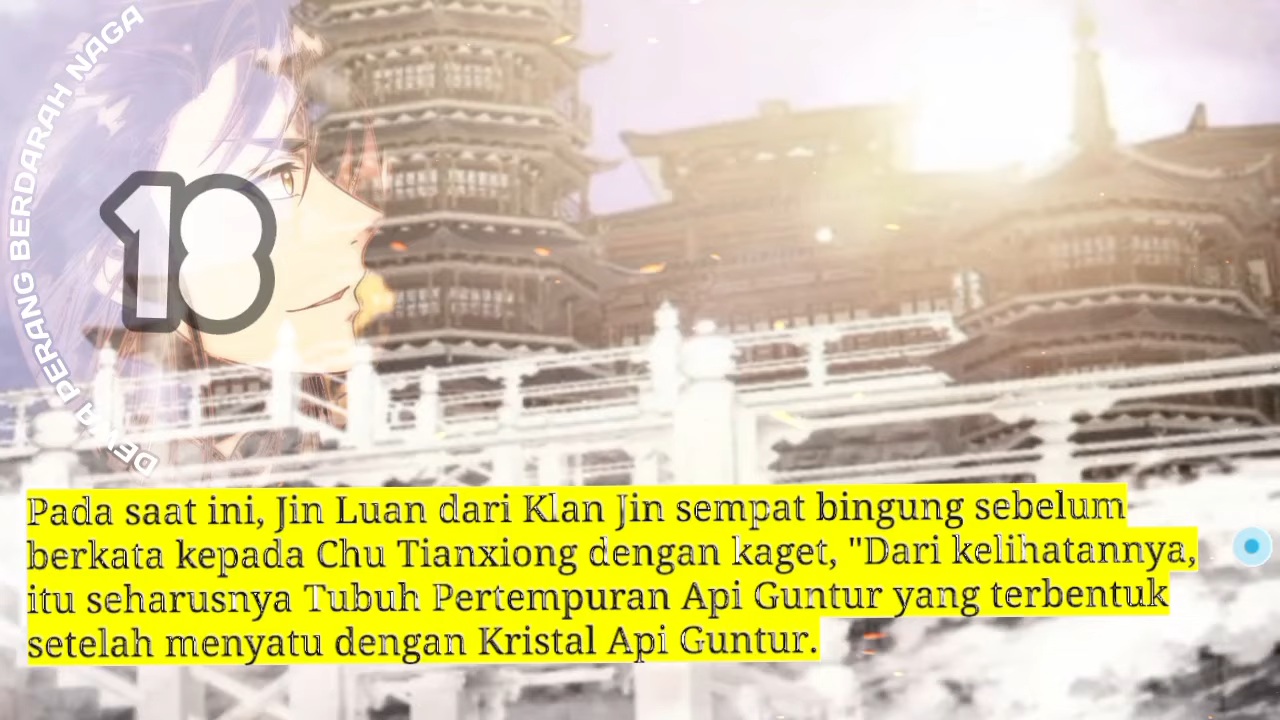 DEWA PERANG BERDARAH NAGA
18
Pada saat ini, Jin Luan dari Klan Jin sempat bingung sebelum
berkata kepada Chu Tianxiong dengan kaget, "Dari kelihatannya,
itu seharusnya Tubuh Pertempuran Api Guntur yang terbentuk
setelah menyatu dengan Kristal Api Guntur.